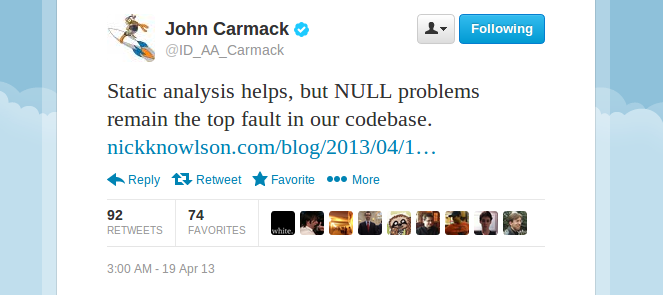 John Carmack
@ID_AA_Carmack
Following
Static analysis helps, but NULL problems
remain the top fault in our codebase.
nickknowlson.com/blog/2013/04/1…
Reply Retweet Favorite More
92 RETWEETS
74 FAVORITES
white.
3:00 AM - 19 Apr 13